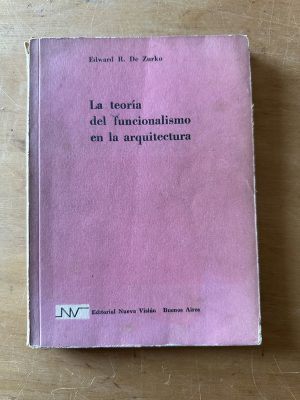 Edward R. De Zurko
La teoría
del funcionalismo
en la arquitectura
NV Editorial Nueva Visión Buenos Aires